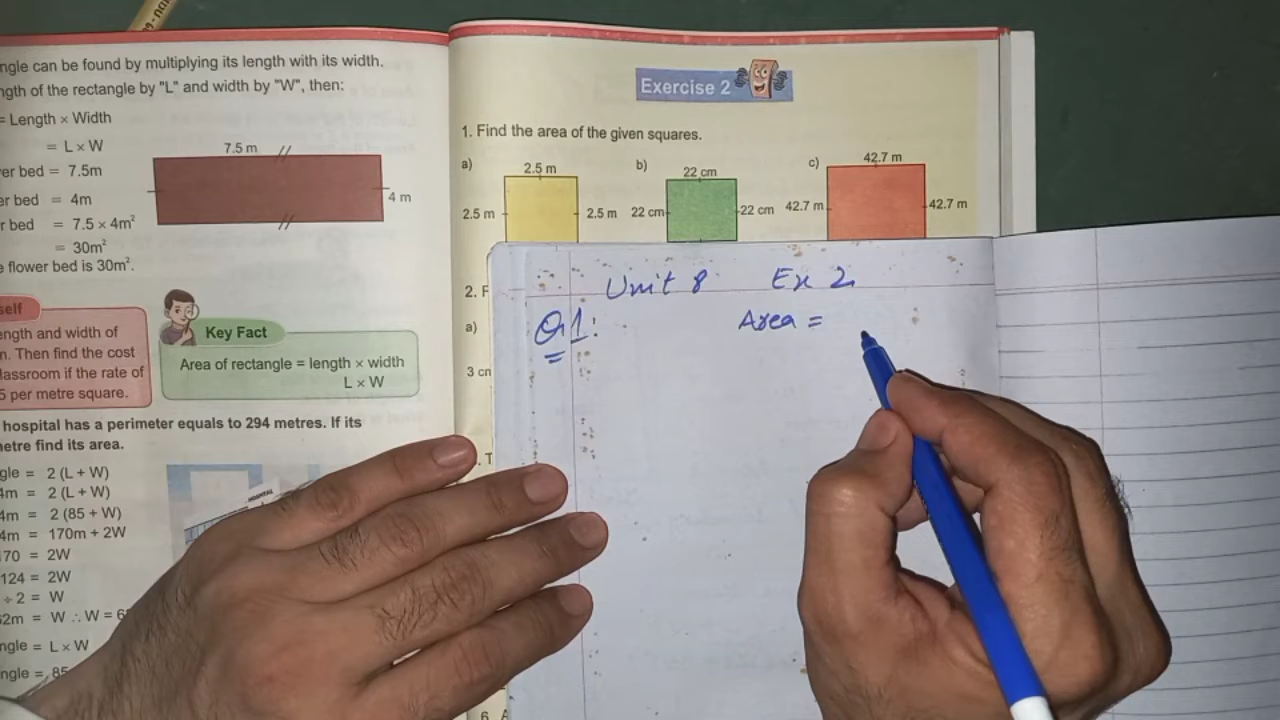 ngle can be found by multiplying its length with its width.
ngth of the rectangle by "L" and width by "W", then:
= Length × Width
= L × W
7.5 m
er bed = 7.5m
er bed = 4m
4 m
r bed = 7.5 × 4m²
= 30m²
e flower bed is 30m².
self
ength and width of
n. Then find the cost
lassroom if the rate of
5 per metre square.
Key Fact
Area of rectangle = length × width
L × W
hospital has a perimeter equals to 294 metres. If its
etre find its area.
HOSPITAL
gle = 2 (L + W)
4m = 2 (L + W)
4m = 2 (85 + W)
4m = 170m + 2W
170 = 2W
124 = 2W
÷ 2 = W
62m = W ∴ W = 6
ngle = L × W
ngle = 85
Exercise 2
1. Find the area of the given squares.
a) 2.5 m b) 22 cm c) 42.7 m
2.5 m 2.5 m 22 cm 22 cm 42.7 m 42.7 m
2. F
a)
3 cm
. T
6. A
Unit 8 Ex 2
Q1: Area =